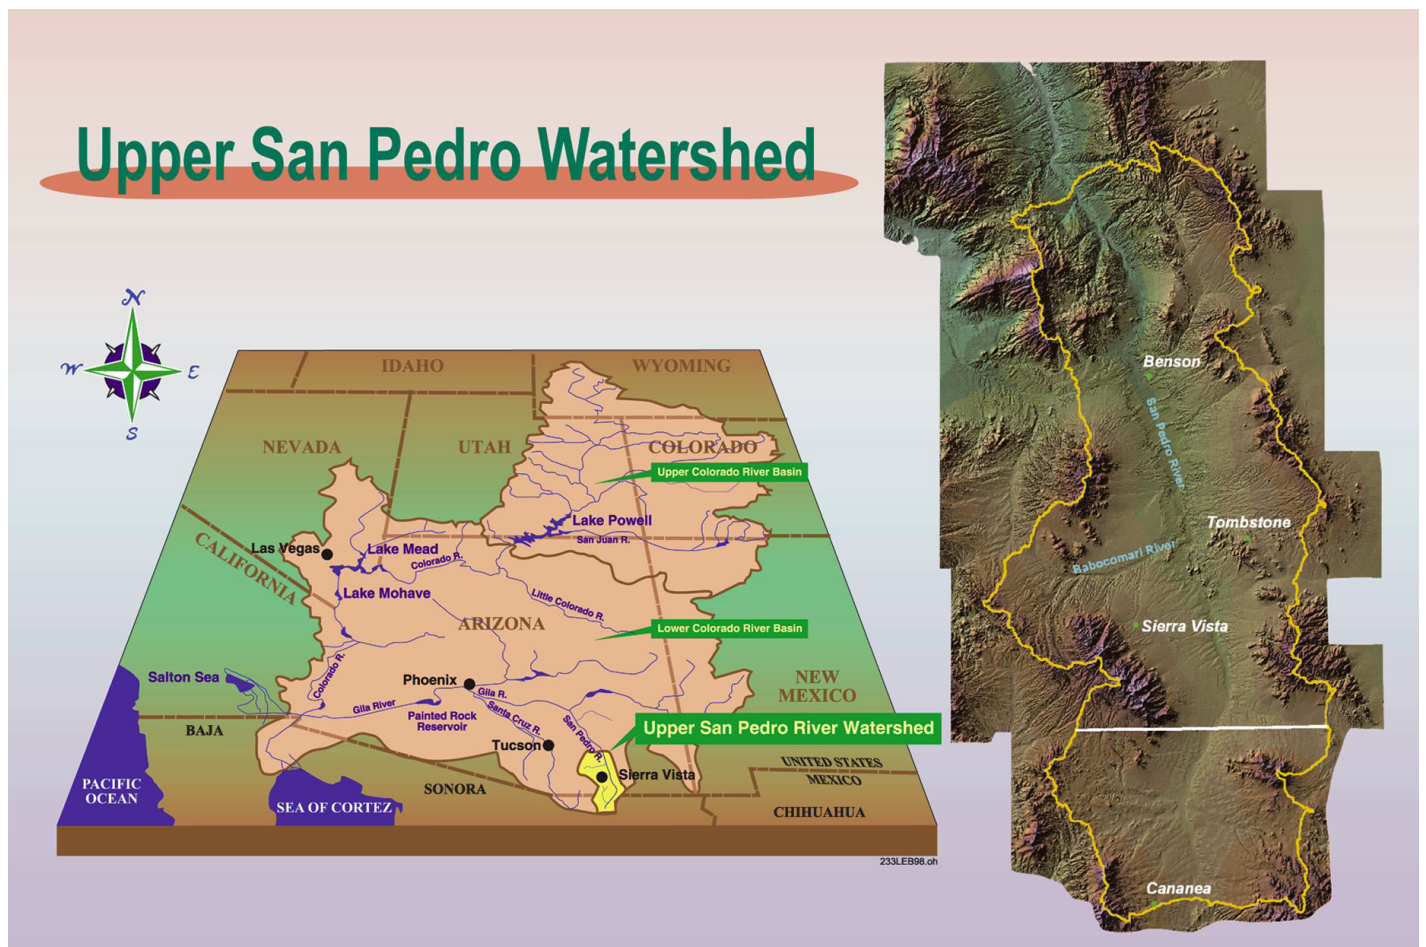 Upper San Pedro Watershed
N
W
E
S
IDAHO
WYOMING
NEVADA
UTAH
COLORADO
Upper Colorado River Basin
Lake Powell
San Juan R.
Las Vegas
Lake Mead
Colorado R.
CALIFORNIA
Lake Mohave
Little Colorado R.
ARIZONA
Lower Colorado River Basin
Salton Sea
Colorado R.
Phoenix
Gila R.
NEW
MEXICO
Gila River
Painted Rock
Reservoir
Santa Cruz R.
San Pedro R.
BAJA
Upper San Pedro River Watershed
Tucson
Sierra Vista
UNITED STATES
MEXICO
PACIFIC
OCEAN
SONORA
SEA OF CORTEZ
CHIHUAHUA
233LEB98.oh
Benson
San Pedro River
Tombstone
Babocomari River
Sierra Vista
Cananea